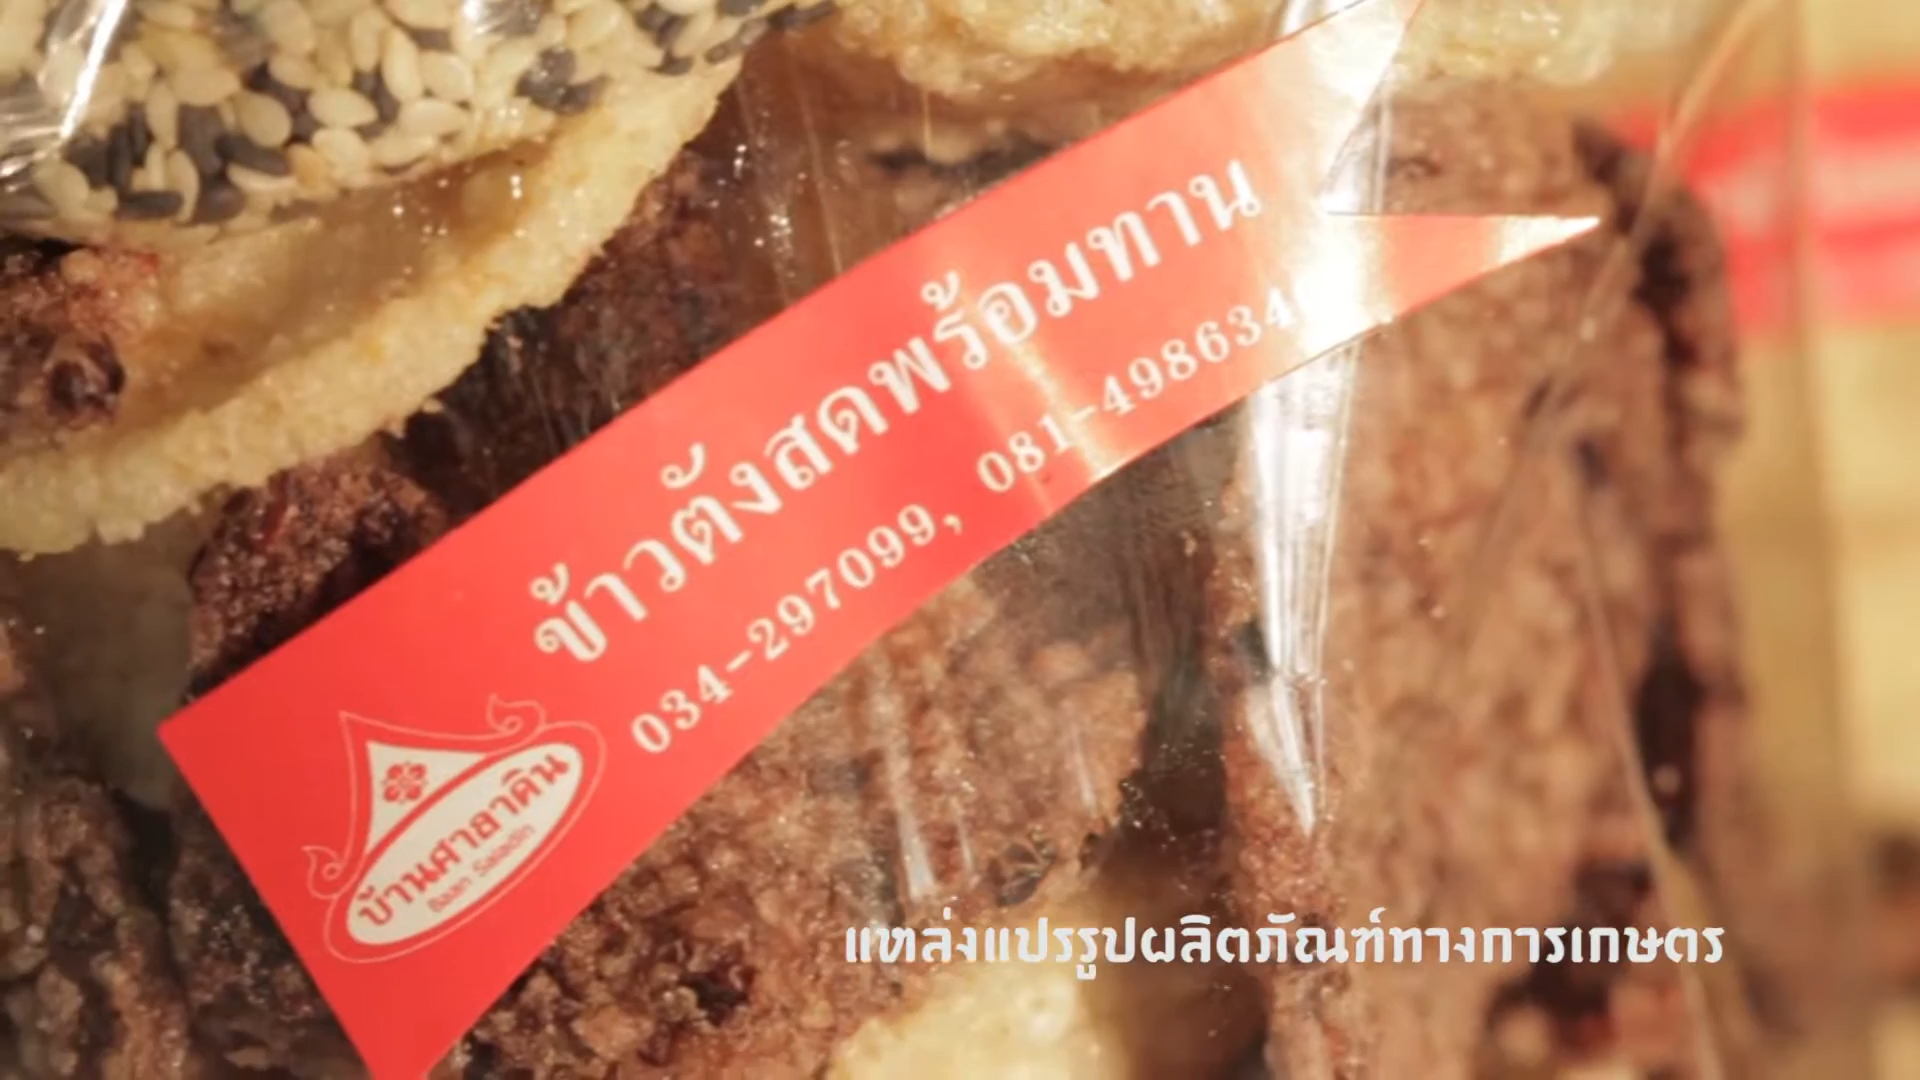 ข้าวตังสดพร้อมทาน
034-297099, 081-498634
บ้านศาลาดิน
Baan Saladin
แหล่งแปรรูปผลิตภัณฑ์ทางการเกษตร